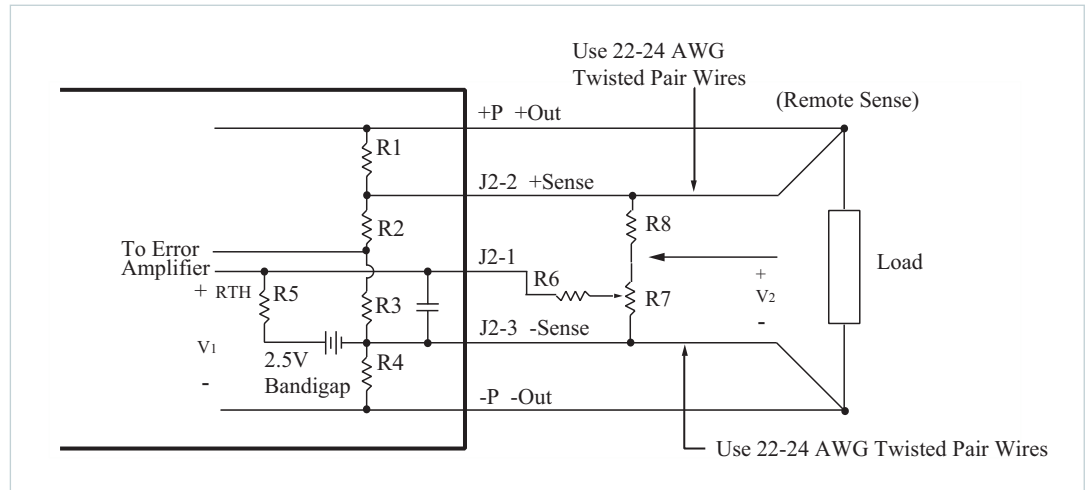 Use 22-24 AWG
Twisted Pair Wires
(Remote Sense)
+P +Out
R1
J2-2 +Sense
R2
R8
To Error
Amplifier
J2-1
+ RTH
R5
R3
R6
R7
+
V2
-
Load
V1
-
2.5V
Bandigap
R4
J2-3 -Sense
-P -Out
Use 22-24 AWG Twisted Pair Wires